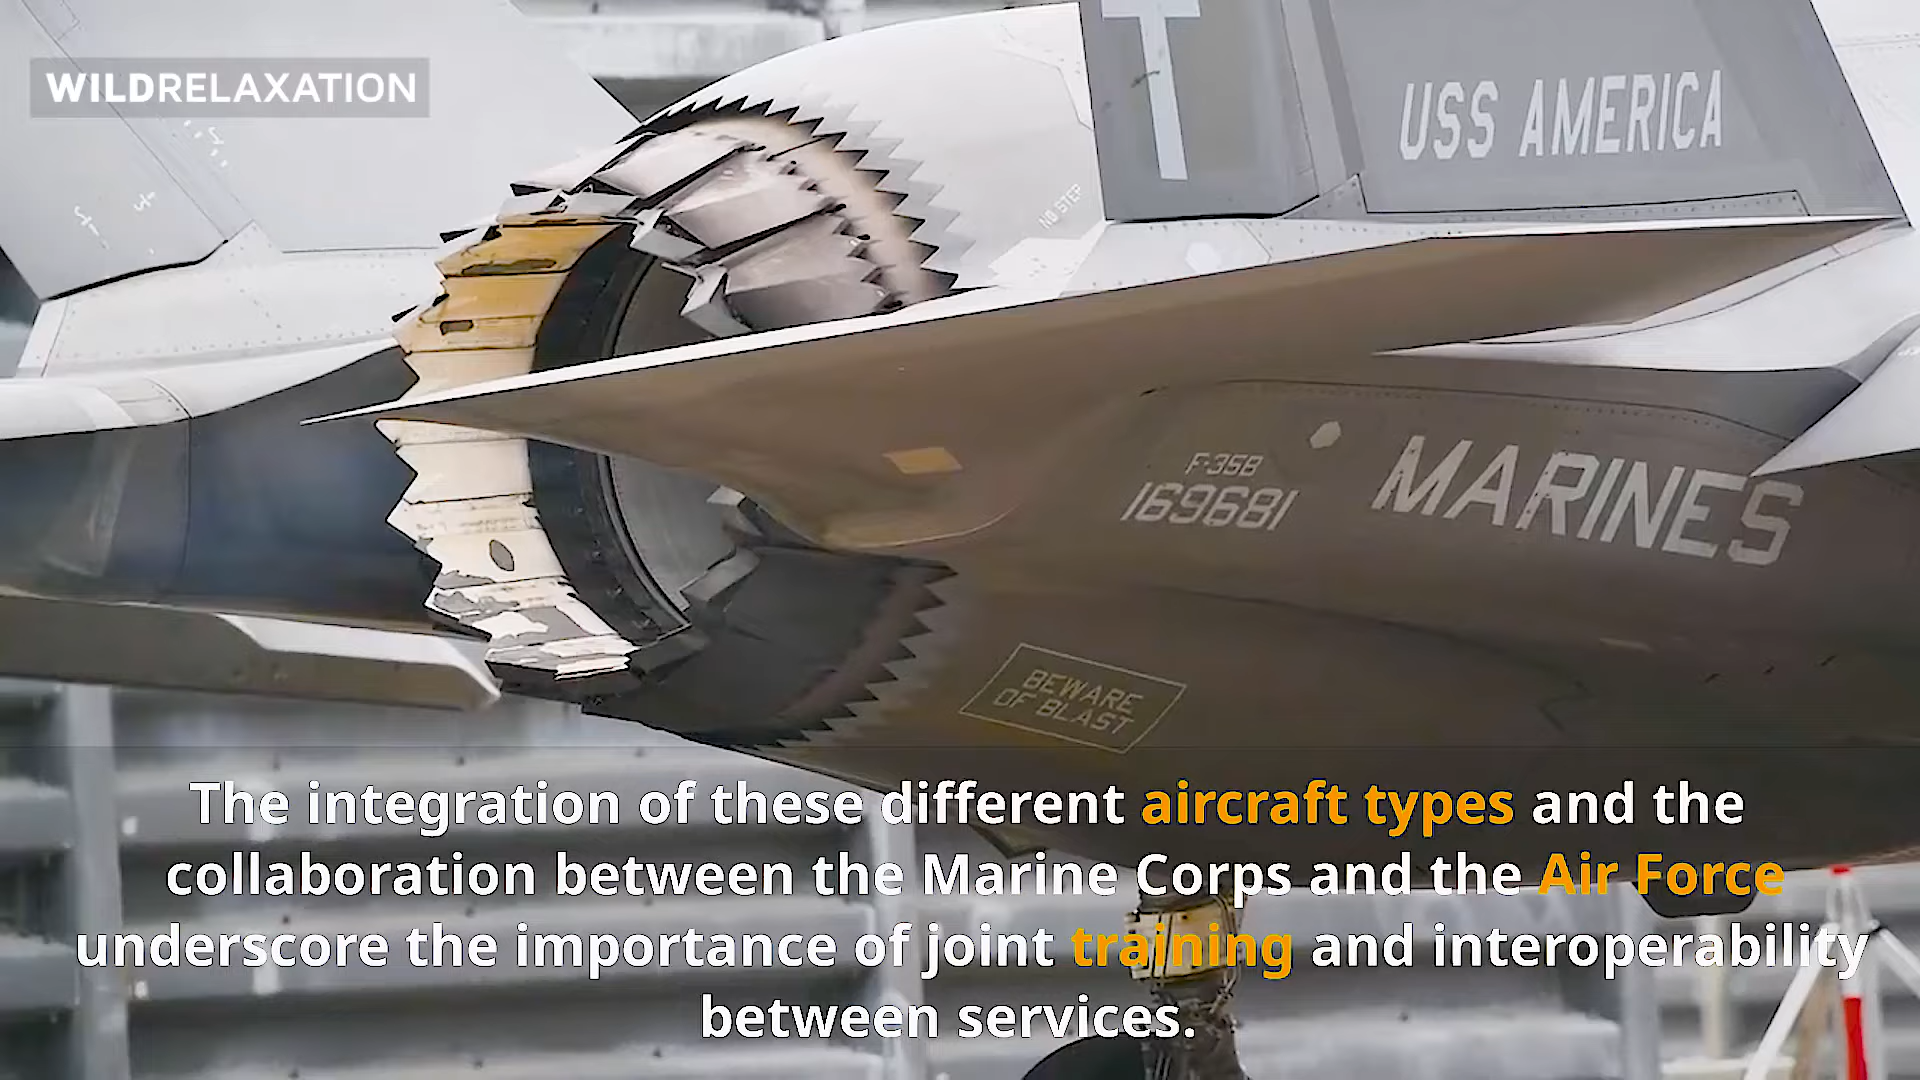 WILDRELAXATION
T
USS AMERICA
NO STEP
F-35B
169681
MARINES
BEWARE
OF BLAST
The integration of these different aircraft types and the
collaboration between the Marine Corps and the Air Force
underscore the importance of joint training and interoperability
between services.